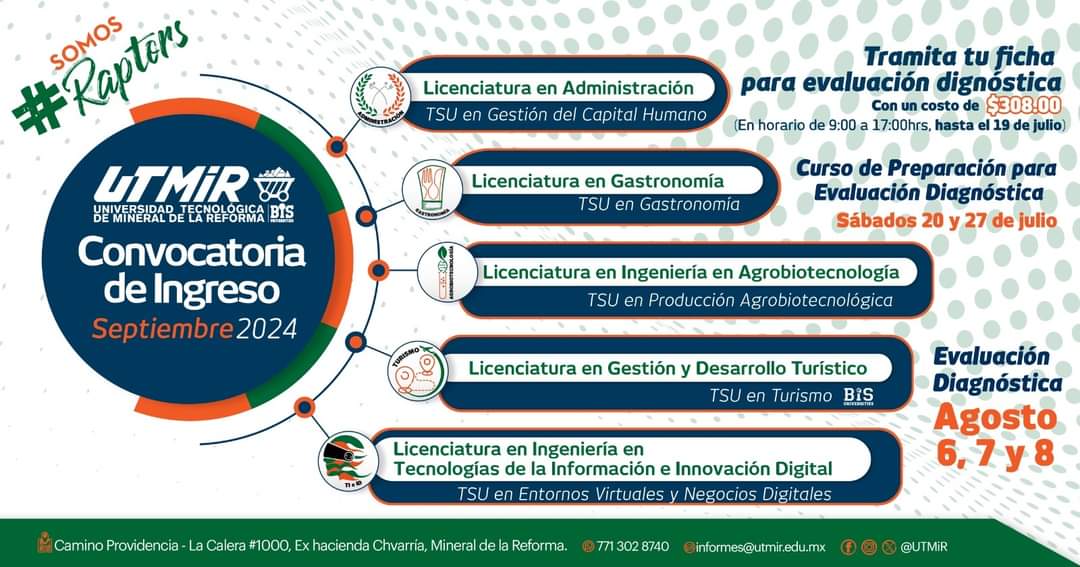 SOMOS
#Raptors
UTMiR
UNIVERSIDAD TECNOLÓGICA
DE MINERAL DE LA REFORMA
BIS
UNIVERSITIES
Convocatoria
de Ingreso
Septiembre 2024
ADMINISTRACIÓN
Licenciatura en Administración
TSU en Gestión del Capital Humano
GASTRONOMÍA
Licenciatura en Gastronomía
TSU en Gastronomía
AGROBIOTECNOLOGÍA
Licenciatura en Ingeniería en Agrobiotecnología
TSU en Producción Agrobiotecnológica
TURISMO
Licenciatura en Gestión y Desarrollo Turístico
TSU en Turismo BIS
UNIVERSITIES
TI e ID
Licenciatura en Ingeniería en
Tecnologías de la Información e Innovación Digital
TSU en Entornos Virtuales y Negocios Digitales
Tramita tu ficha
para evaluación dignóstica
Con un costo de $308.00
(En horario de 9:00 a 17:00hrs, hasta el 19 de julio)
Curso de Preparación para
Evaluación Diagnóstica
Sábados 20 y 27 de julio
Evaluación
Diagnóstica
Agosto
6, 7 y 8
Camino Providencia - La Calera #1000, Ex hacienda Chvarría, Mineral de la Reforma. 771 302 8740 informes@utmir.edu.mx @UTMiR